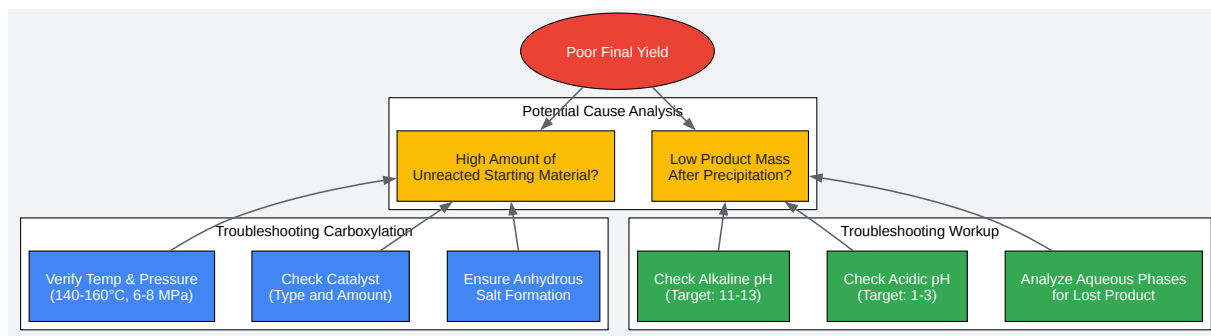 Poor Final Yield
Potential Cause Analysis
High Amount of
Unreacted Starting Material?
Low Product Mass
After Precipitation?
Troubleshooting Carboxylation
Verify Temp & Pressure
(140-160°C, 6-8 MPa)
Check Catalyst
(Type and Amount)
Ensure Anhydrous
Salt Formation
Troubleshooting Workup
Check Alkaline pH
(Target: 11-13)
Check Acidic pH
(Target: 1-3)
Analyze Aqueous Phases
for Lost Product